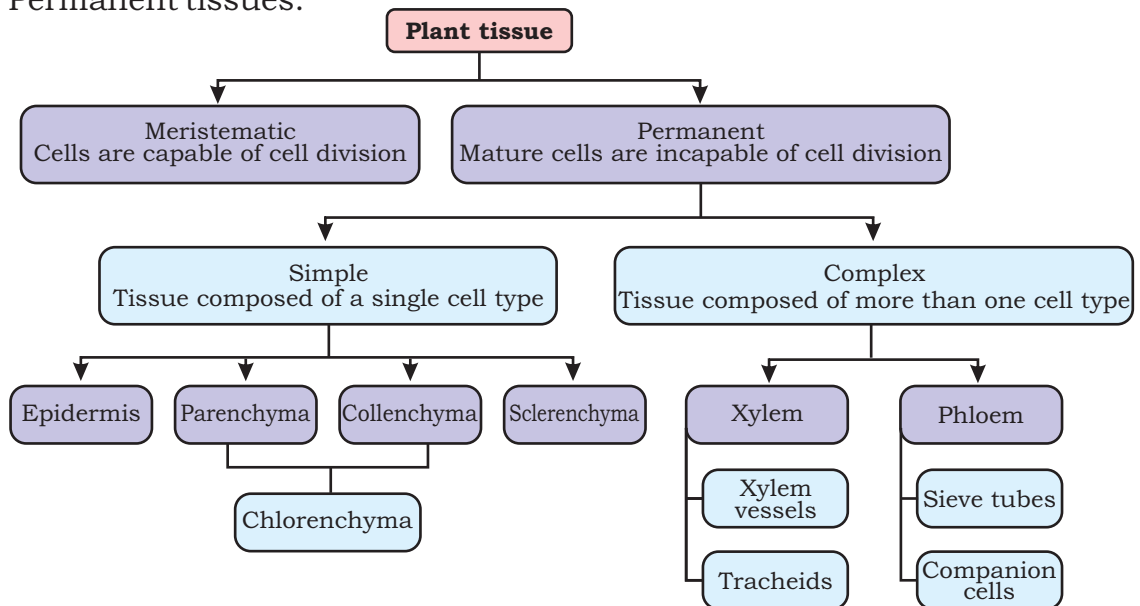 Permanent tissues.
Plant tissue
Meristematic
Cells are capable of cell division
Permanent
Mature cells are incapable of cell division
Simple
Tissue composed of a single cell type
Complex
Tissue composed of more than one cell type
Epidermis
Parenchyma
Collenchyma
Sclerenchyma
Xylem
Phloem
Chlorenchyma
Xylem
vessels
Sieve tubes
Tracheids
Companion
cells